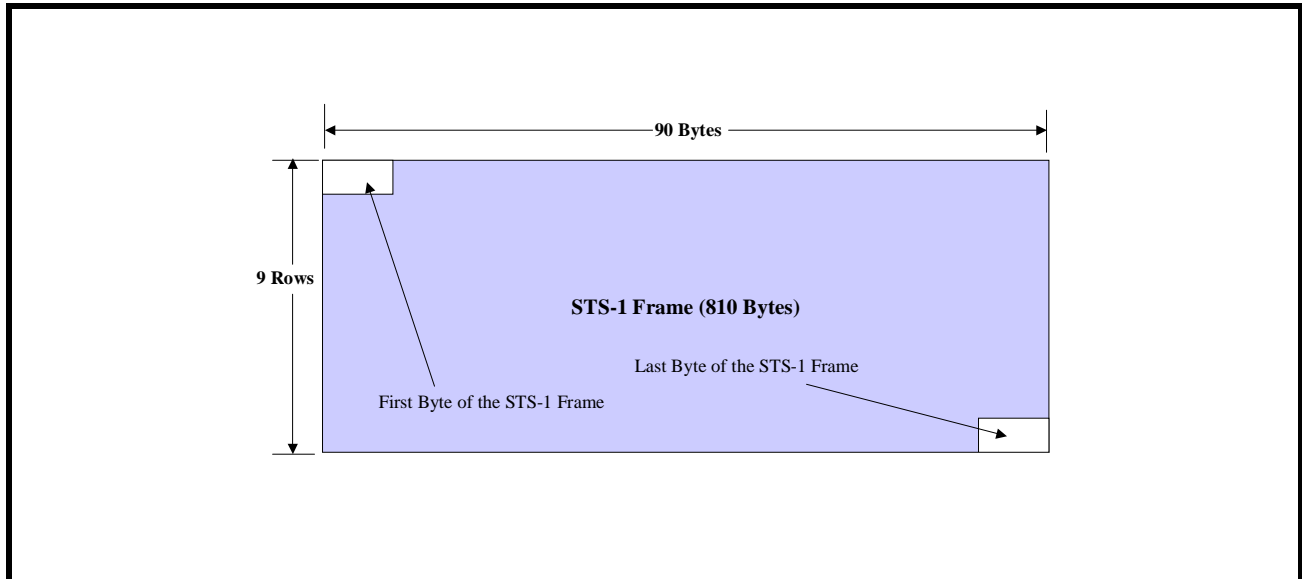 90 Bytes
9 Rows
STS-1 Frame (810 Bytes)
Last Byte of the STS-1 Frame
First Byte of the STS-1 Frame